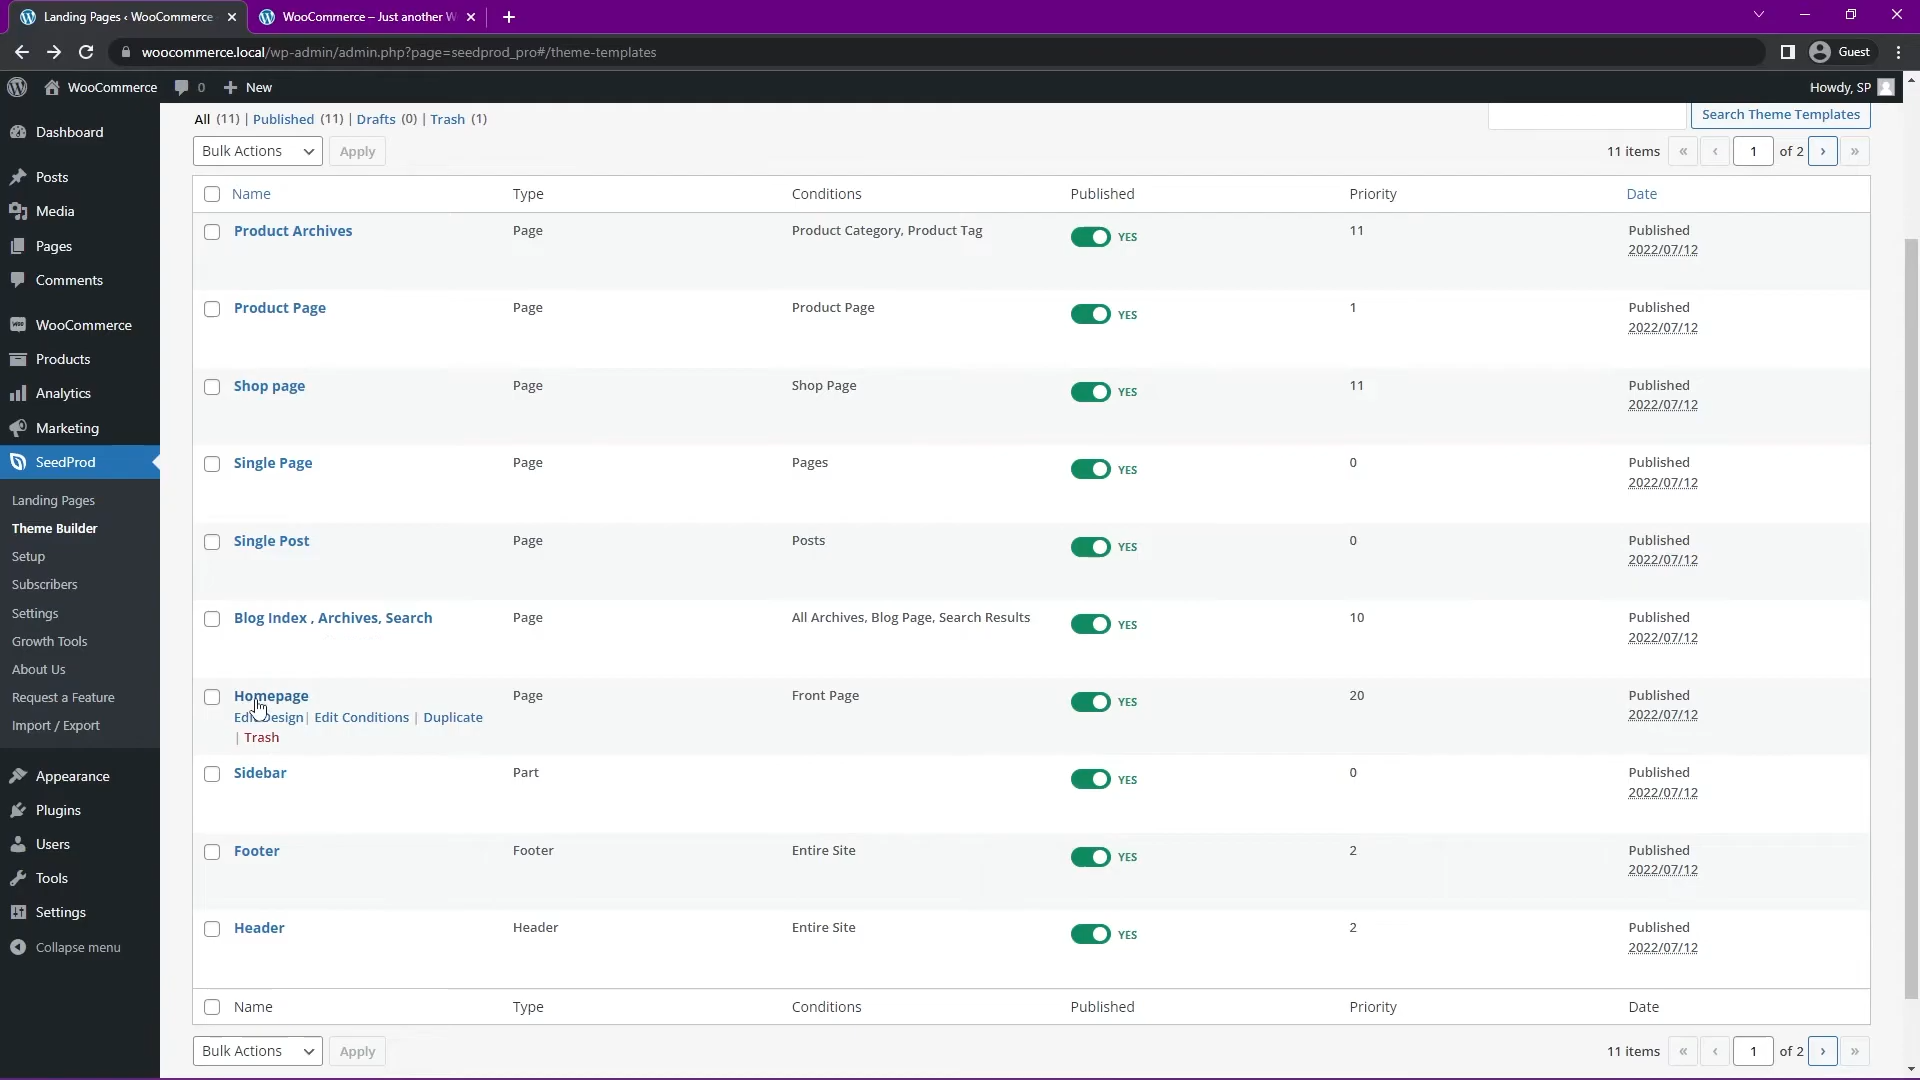 Landing Pages ‹ WooCommerce
WooCommerce – Just another W
woocommerce.local/wp-admin/admin.php?page=seedprod_pro#/theme-templates
Guest
WooCommerce
0
New
Howdy, SP
Dashboard
Posts
Media
Pages
Comments
WooCommerce
Products
Analytics
Marketing
SeedProd
Landing Pages
Theme Builder
Setup
Subscribers
Settings
Growth Tools
About Us
Request a Feature
Import / Export
Appearance
Plugins
Users
Tools
Settings
Collapse menu
All (11) | Published (11) | Drafts (0) | Trash (1)
Search Theme Templates
Bulk Actions
Apply
11 items « ‹ 1 of 2 › »
Name Type Conditions Published Priority Date
Product Archives Page Product Category, Product Tag YES 11 Published
2022/07/12
Product Page Page Product Page YES 1 Published
2022/07/12
Shop page Page Shop Page YES 11 Published
2022/07/12
Single Page Page Pages YES 0 Published
2022/07/12
Single Post Page Posts YES 0 Published
2022/07/12
Blog Index , Archives, Search Page All Archives, Blog Page, Search Results YES 10 Published
2022/07/12
Homepage Page Front Page YES 20 Published
2022/07/12
Edit Design | Edit Conditions | Duplicate
| Trash
Sidebar Part YES 0 Published
2022/07/12
Footer Footer Entire Site YES 2 Published
2022/07/12
Header Header Entire Site YES 2 Published
2022/07/12
Name Type Conditions Published Priority Date
Bulk Actions
Apply
11 items « ‹ 1 of 2 › »